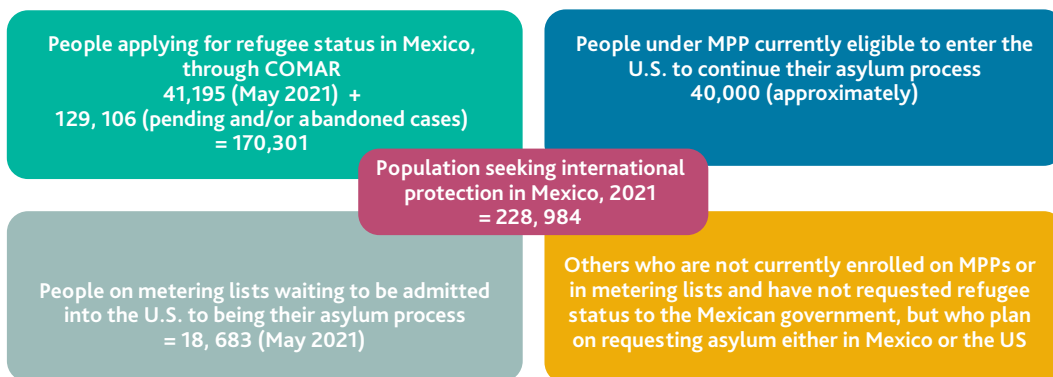 People applying for refugee status in Mexico,
through COMAR
41,195 (May 2021) +
129, 106 (pending and/or abandoned cases)
= 170,301
People under MPP currently eligible to enter the
U.S. to continue their asylum process
40,000 (approximately)
Population seeking international
protection in Mexico, 2021
= 228, 984
People on metering lists waiting to be admitted
into the U.S. to being their asylum process
= 18, 683 (May 2021)
Others who are not currently enrolled on MPPs or
in metering lists and have not requested refugee
status to the Mexican government, but who plan
on requesting asylum either in Mexico or the US